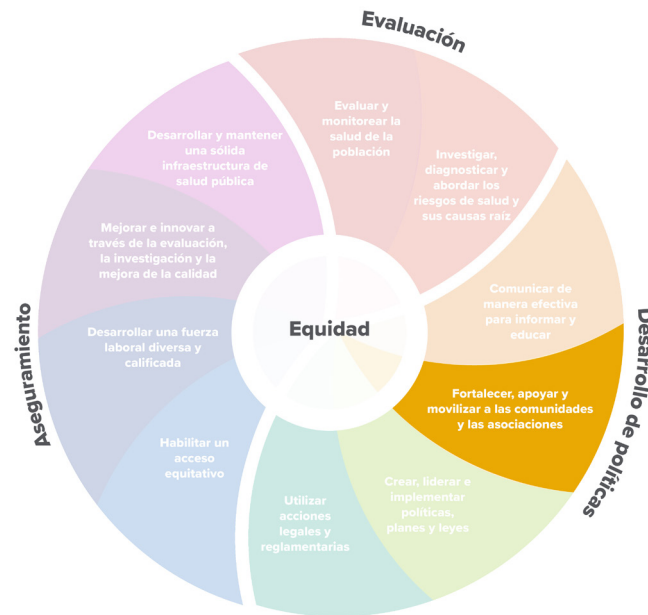 Evaluación
Evaluar y
monitorear la
salud de la
población
Investigar,
diagnosticar y
abordar los
riesgos de salud y
sus causas raíz
Desarrollo de políticas
Comunicar de
manera efectiva
para informar y
educar
Fortalecer, apoyar y
movilizar a las comunidades
y las asociaciones
Crear, liderar e
implementar
políticas,
planes y leyes
Utilizar
acciones
legales y
reglamentarias
Aseguramiento
Habilitar un
acceso
equitativo
Desarrollar una fuerza
laboral diversa y
calificada
Mejorar e innovar a
través de la evaluación,
la investigación y la
mejora de la calidad
Desarrollar y mantener
una sólida
infraestructura de
salud pública
Equidad